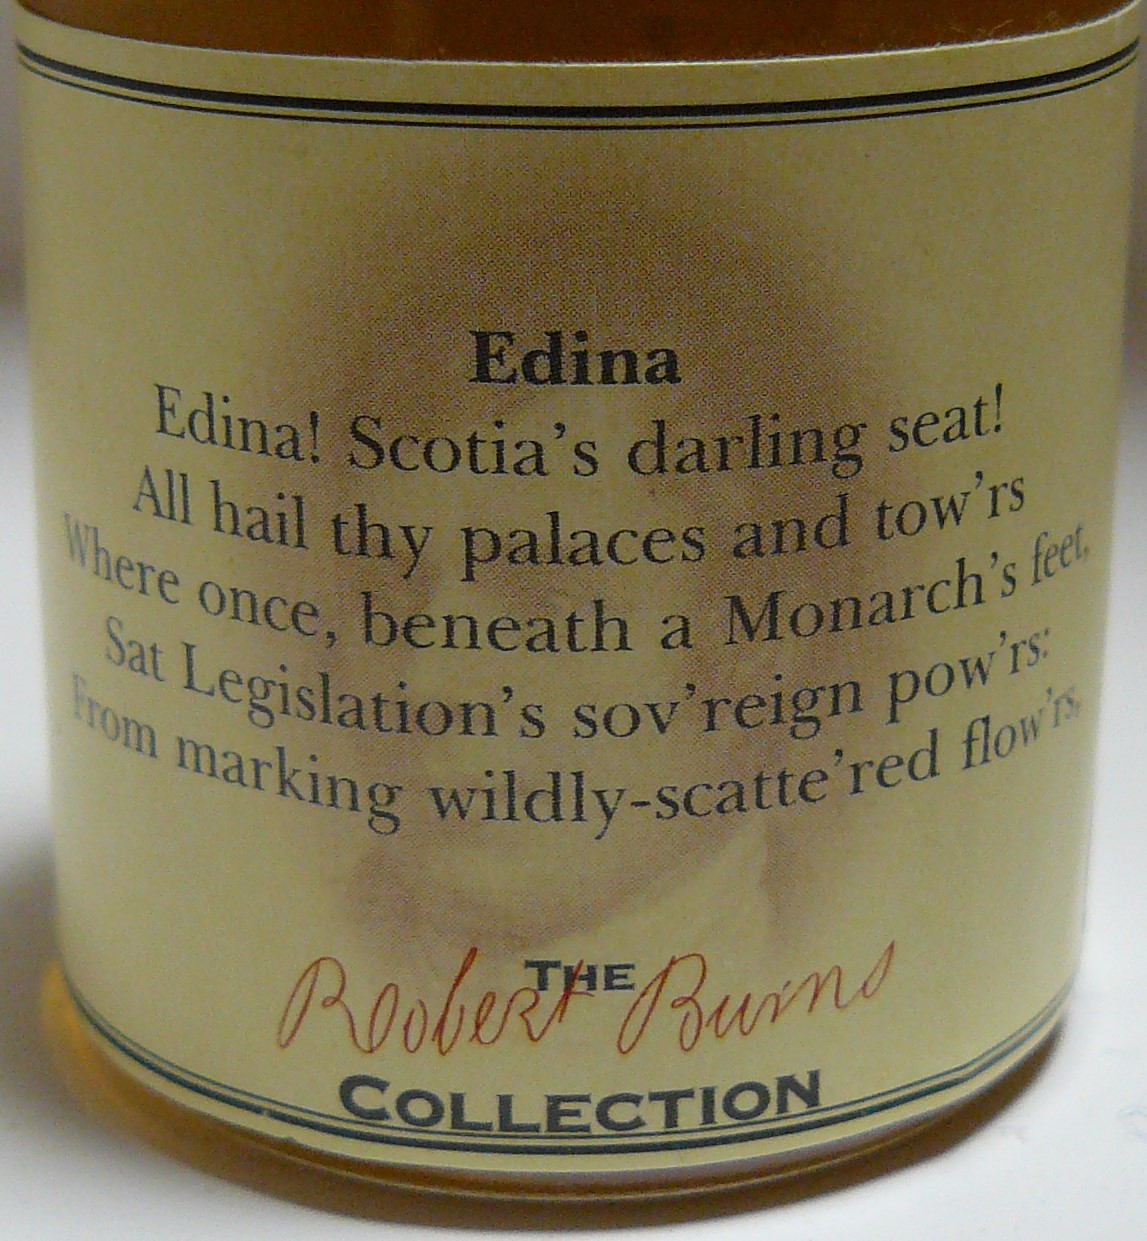 Edina
Edina! Scotia's darling seat!
All hail thy palaces and tow'rs
Where once, beneath a Monarch's feet,
Sat Legislation's sov'reign pow'rs:
From marking wildly-scatte'red flow'rs,
THE
Robert Burns
COLLECTION